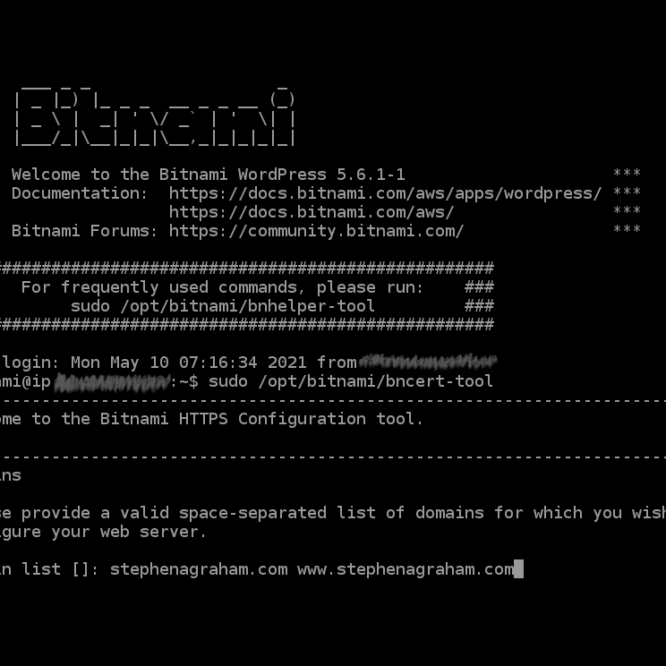 Bitnami
Welcome to the Bitnami WordPress 5.6.1-1 ***
Documentation: https://docs.bitnami.com/aws/apps/wordpress/ ***
https://docs.bitnami.com/aws/ ***
Bitnami Forums: https://community.bitnami.com/ ***
##################################################
For frequently used commands, please run: ###
sudo /opt/bitnami/bnhelper-tool ###
##################################################
login: Mon May 10 07:16:34 2021 from
ami@ip :~$ sudo /opt/bitnami/bncert-tool
----------------------------------------------------------------------
ome to the Bitnami HTTPS Configuration tool.
----------------------------------------------------------------------
ins
se provide a valid space-separated list of domains for which you wish
igure your web server.
in list []: stephenagraham.com www.stephenagraham.com